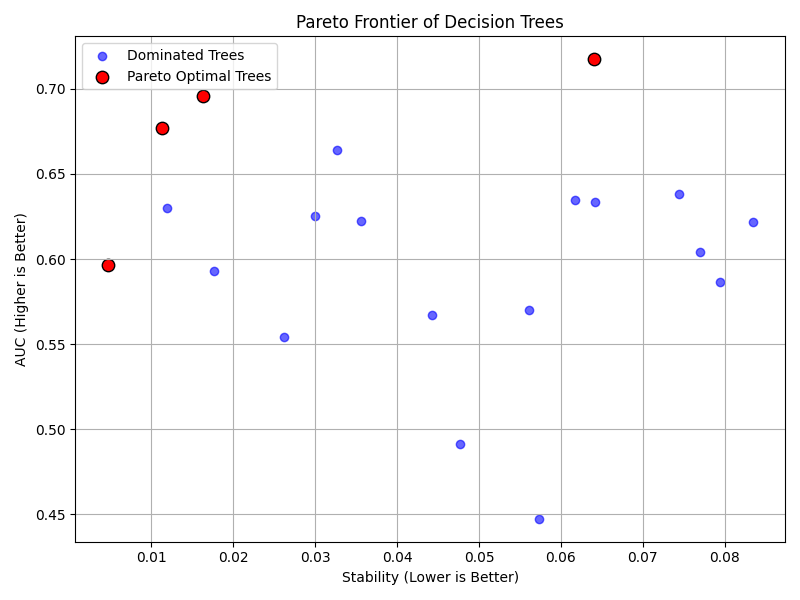 Pareto Frontier of Decision Trees
Dominated Trees
Pareto Optimal Trees
AUC (Higher is Better)
0.70
0.65
0.60
0.55
0.50
0.45
0.01 0.02 0.03 0.04 0.05 0.06 0.07 0.08
Stability (Lower is Better)